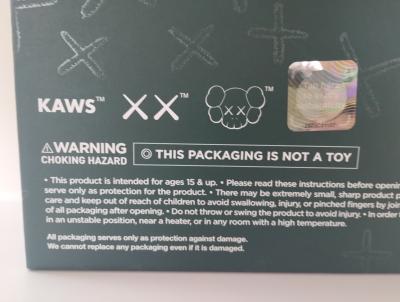 KAWS™ XX™ ™
⚠WARNING
CHOKING HAZARD
◎ THIS PACKAGING IS NOT A TOY
• This product is intended for ages 15 & up. • Please read these instructions before openin
serve only as protection for the product. • There may be extremely small, sharp product p
care and keep out of reach of children to avoid swallowing, injury, or pinched fingers by join
of all packaging after opening. • Do not throw or swing the product to avoid injury. • In order t
in an unstable position, near a heater, or in any room with a high temperature.
All packaging serves only as protection against damage.
We cannot replace any packaging even if it is damaged.